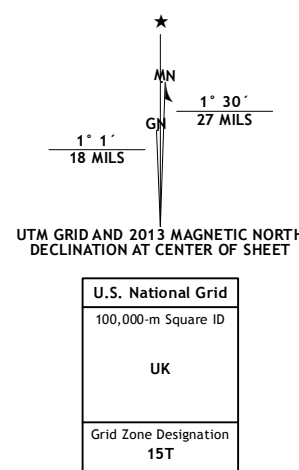 ★
MN
1° 30´
27 MILS
GN
1° 1´
18 MILS
UTM GRID AND 2013 MAGNETIC NORTH
DECLINATION AT CENTER OF SHEET
U.S. National Grid
100,000-m Square ID
UK
Grid Zone Designation
15T